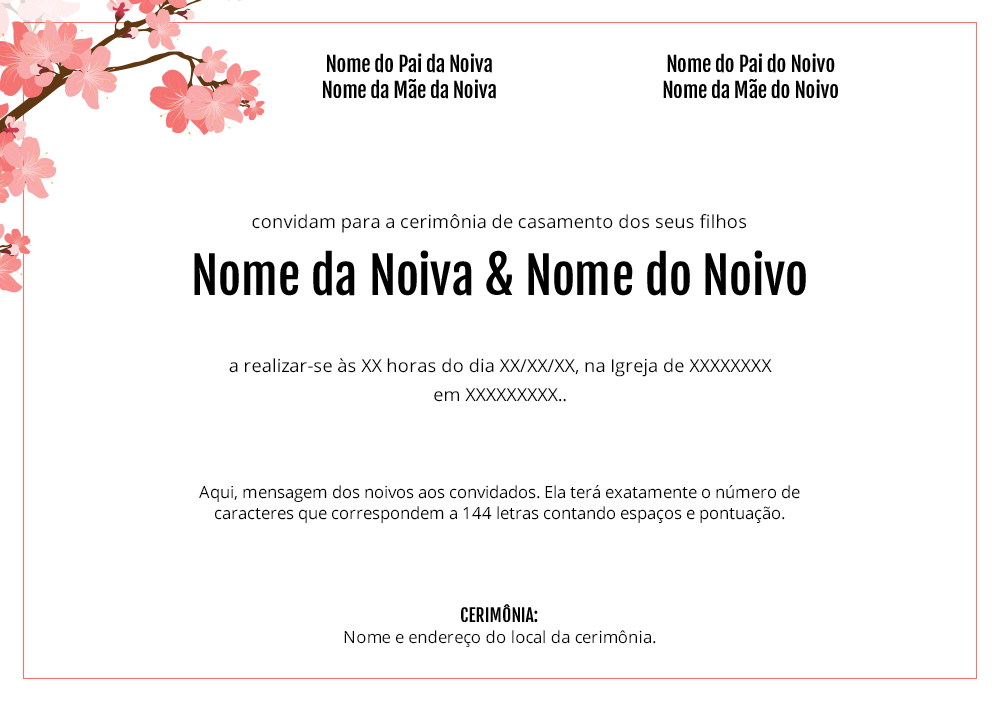 Nome do Pai da Noiva
Nome da Mãe da Noiva
Nome do Pai do Noivo
Nome da Mãe do Noivo
convidam para a cerimônia de casamento dos seus filhos
Nome da Noiva & Nome do Noivo
a realizar-se às XX horas do dia XX/XX/XX, na Igreja de XXXXXXXX
em XXXXXXXXX..
Aqui, mensagem dos noivos aos convidados. Ela terá exatamente o número de
caracteres que correspondem a 144 letras contando espaços e pontuação.
CERIMÔNIA:
Nome e endereço do local da cerimônia.